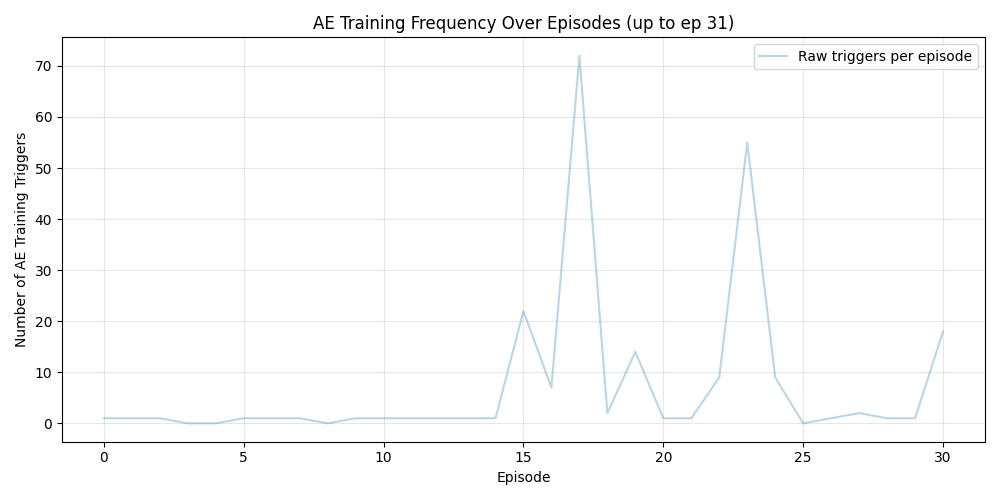 AE Training Frequency Over Episodes (up to ep 31)
Raw triggers per episode
Number of AE Training Triggers
70
60
50
40
30
20
10
0
0 5 10 15 20 25 30
Episode